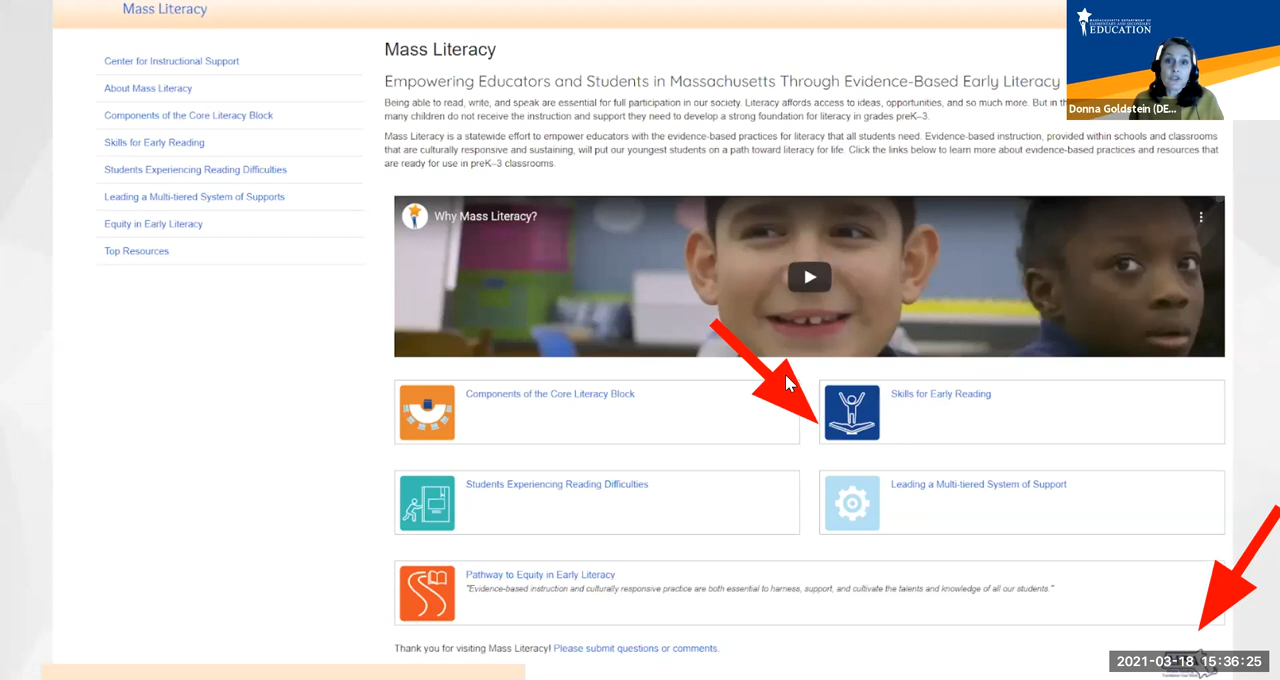 Mass Literacy
MASSACHUSETTS DEPARTMENT OF
ELEMENTARY AND SECONDARY
EDUCATION
Donna Goldstein (DE...
Center for Instructional Support
About Mass Literacy
Components of the Core Literacy Block
Skills for Early Reading
Students Experiencing Reading Difficulties
Leading a Multi-tiered System of Supports
Equity in Early Literacy
Top Resources
Mass Literacy
Empowering Educators and Students in Massachusetts Through Evidence-Based Early Literacy
Being able to read, write, and speak are essential for full participation in our society. Literacy affords access to ideas, opportunities, and so much more. But in th
many children do not receive the instruction and support they need to develop a strong foundation for literacy in grades preK–3.
Mass Literacy is a statewide effort to empower educators with the evidence-based practices for literacy that all students need. Evidence-based instruction, provided within schools and classrooms
that are culturally responsive and sustaining, will put our youngest students on a path toward literacy for life. Click the links below to learn more about evidence-based practices and resources that
are ready for use in preK–3 classrooms.
Why Mass Literacy?
Components of the Core Literacy Block
Skills for Early Reading
Students Experiencing Reading Difficulties
Leading a Multi-tiered System of Support
Pathway to Equity in Early Literacy
"Evidence-based instruction and culturally responsive practice are both essential to harness, support, and cultivate the talents and knowledge of all our students."
Thank you for visiting Mass Literacy! Please submit questions or comments.
2021-03-18 15:36:25